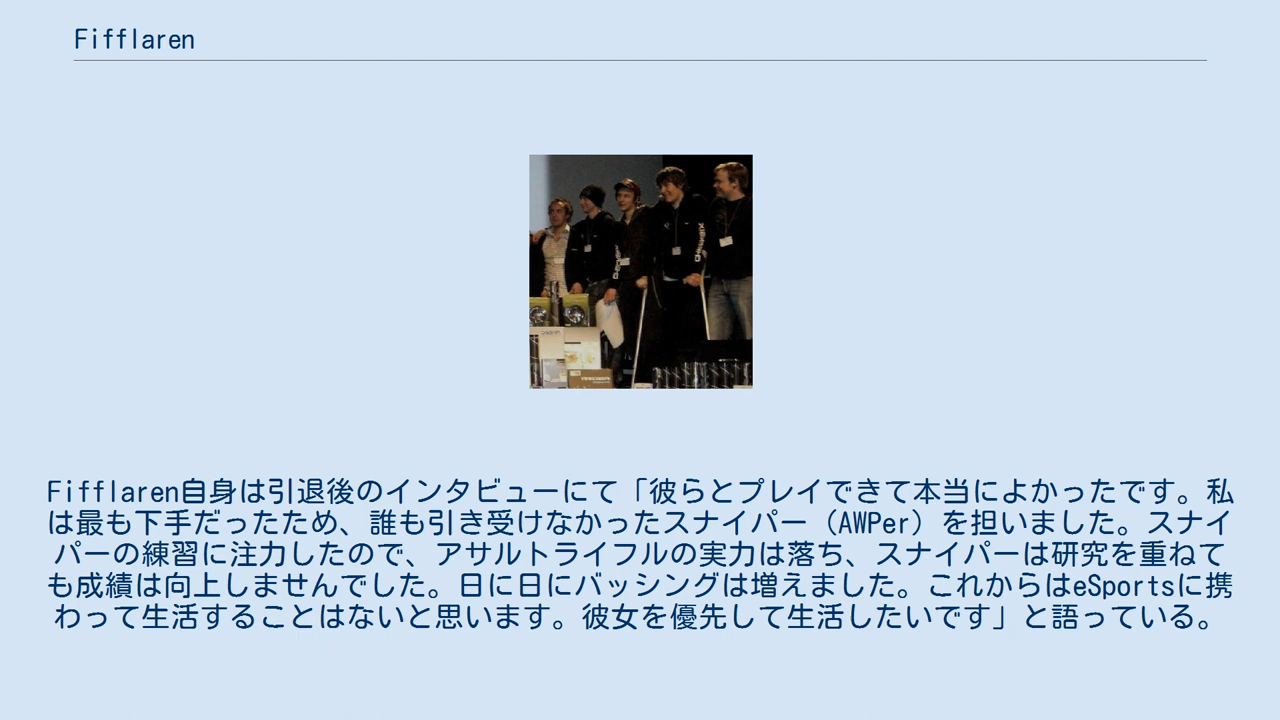 Fifflaren
Fifflaren自身は引退後のインタビューにて「彼らとプレイできて本当によかったです。私
は最も下手だったため、誰も引き受けなかったスナイパー（AWPer）を担いました。スナイ
パーの練習に注力したので、アサルトライフルの実力は落ち、スナイパーは研究を重ねて
も成績は向上しませんでした。日に日にバッシングは増えました。これからはeSportsに携
わって生活することはないと思います。彼女を優先して生活したいです」と語っている。